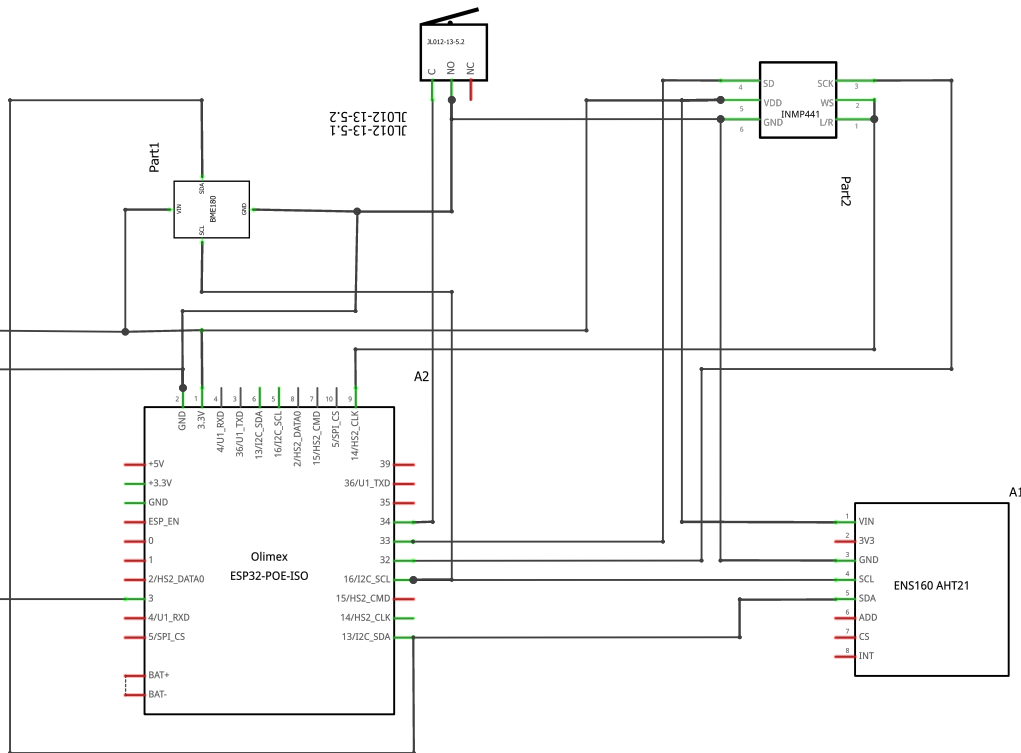 JL012-13-5.2
C
NO
NC
JL012-13-5.2
JL012-13-5.1
4
SD
SCK
3
5
VDD
WS
2
INMP441
6
GND
L/R
1
Part1
SDA
VIN
BME180
GND
SCL
Part2
A2
2
1
4
3
6
5
8
7
10
9
GND
3.3V
4/U1_RXD
36/U1_TXD
13/I2C_SDA
16/I2C_SCL
2/HS2_DATA0
15/HS2_CMD
5/SPI_CS
14/HS2_CLK
+5V
39
+3.3V
36/U1_TXD
GND
35
ESP_EN
34
0
33
1
32
2/HS2_DATA0
16/I2C_SCL
3
15/HS2_CMD
4/U1_RXD
14/HS2_CLK
5/SPI_CS
13/I2C_SDA
BAT+
BAT-
Olimex
ESP32-POE-ISO
A1
1
VIN
2
3V3
3
GND
4
SCL
5
SDA
6
ADD
7
CS
8
INT
ENS160 AHT21